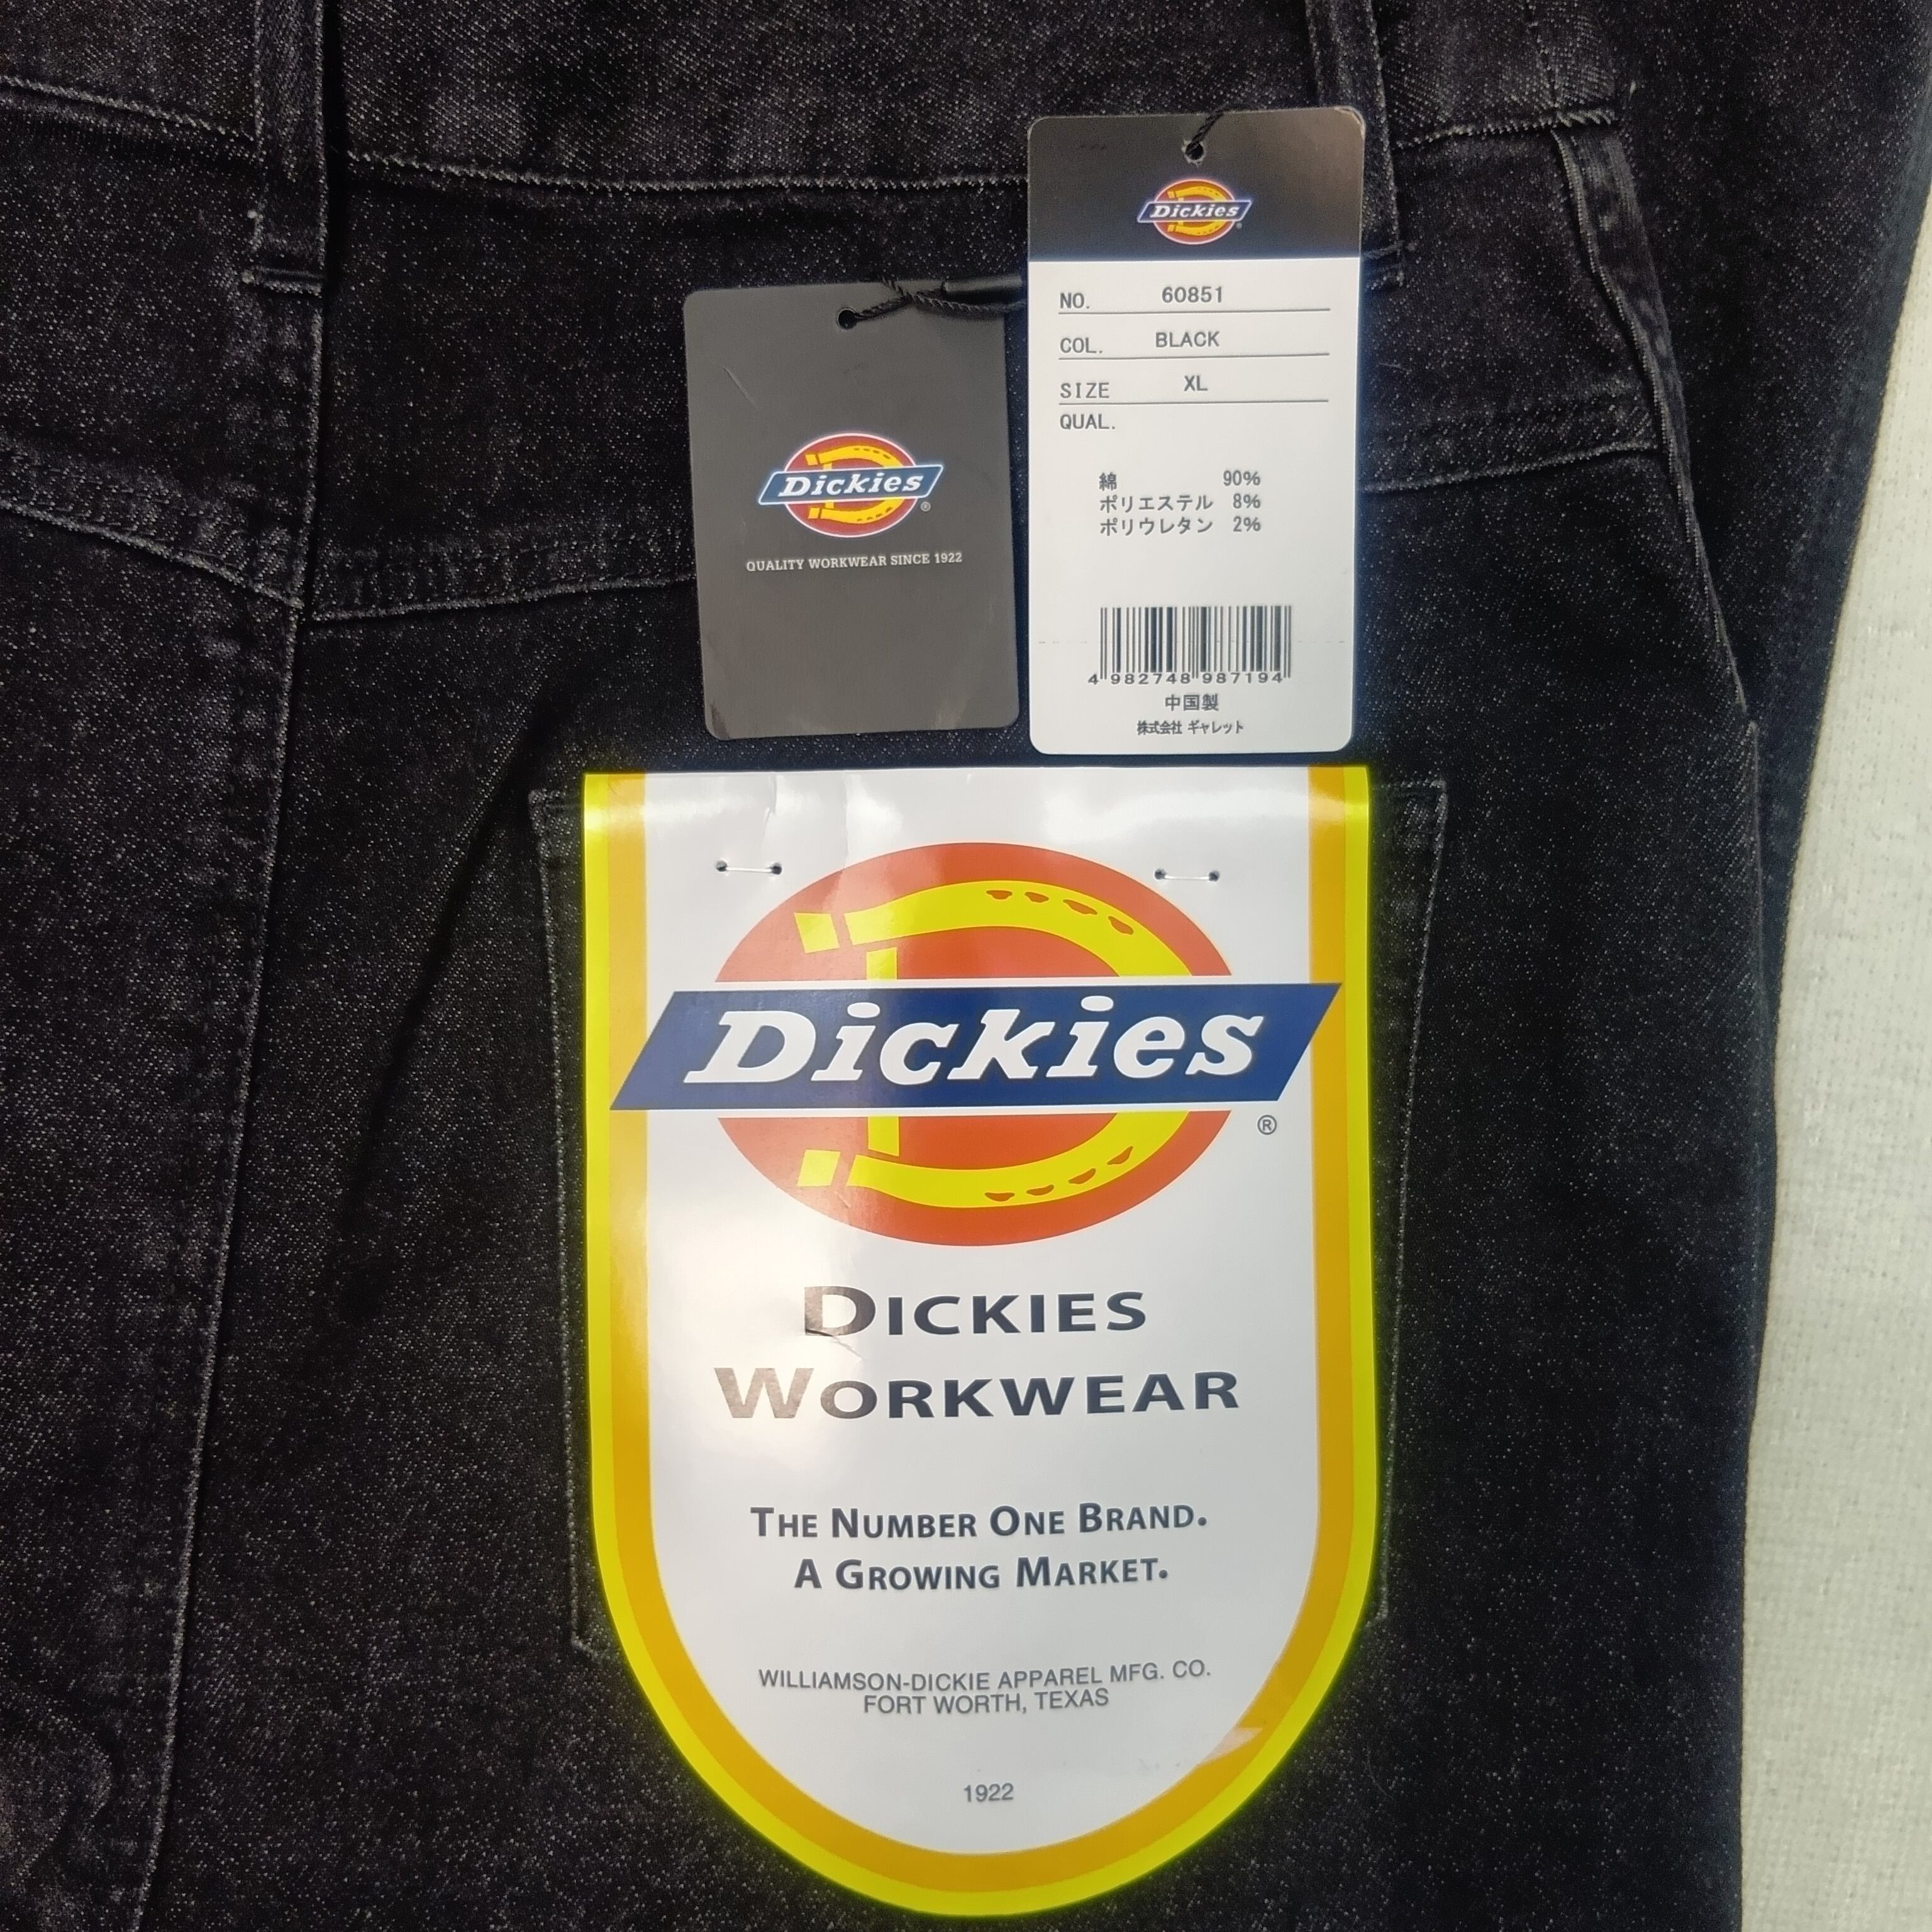 Dickies
NO. 60851
COL. BLACK
SIZE XL
QUAL.
綿 90%
ポリエステル 8%
ポリウレタン 2%
4 982748 987194
中国製
株式会社 ギャレット
Dickies
®
QUALITY WORKWEAR SINCE 1922
Dickies
®
DICKIES
WORKWEAR
THE NUMBER ONE BRAND.
A GROWING MARKET.
WILLIAMSON-DICKIE APPAREL MFG. CO.
FORT WORTH, TEXAS
1922